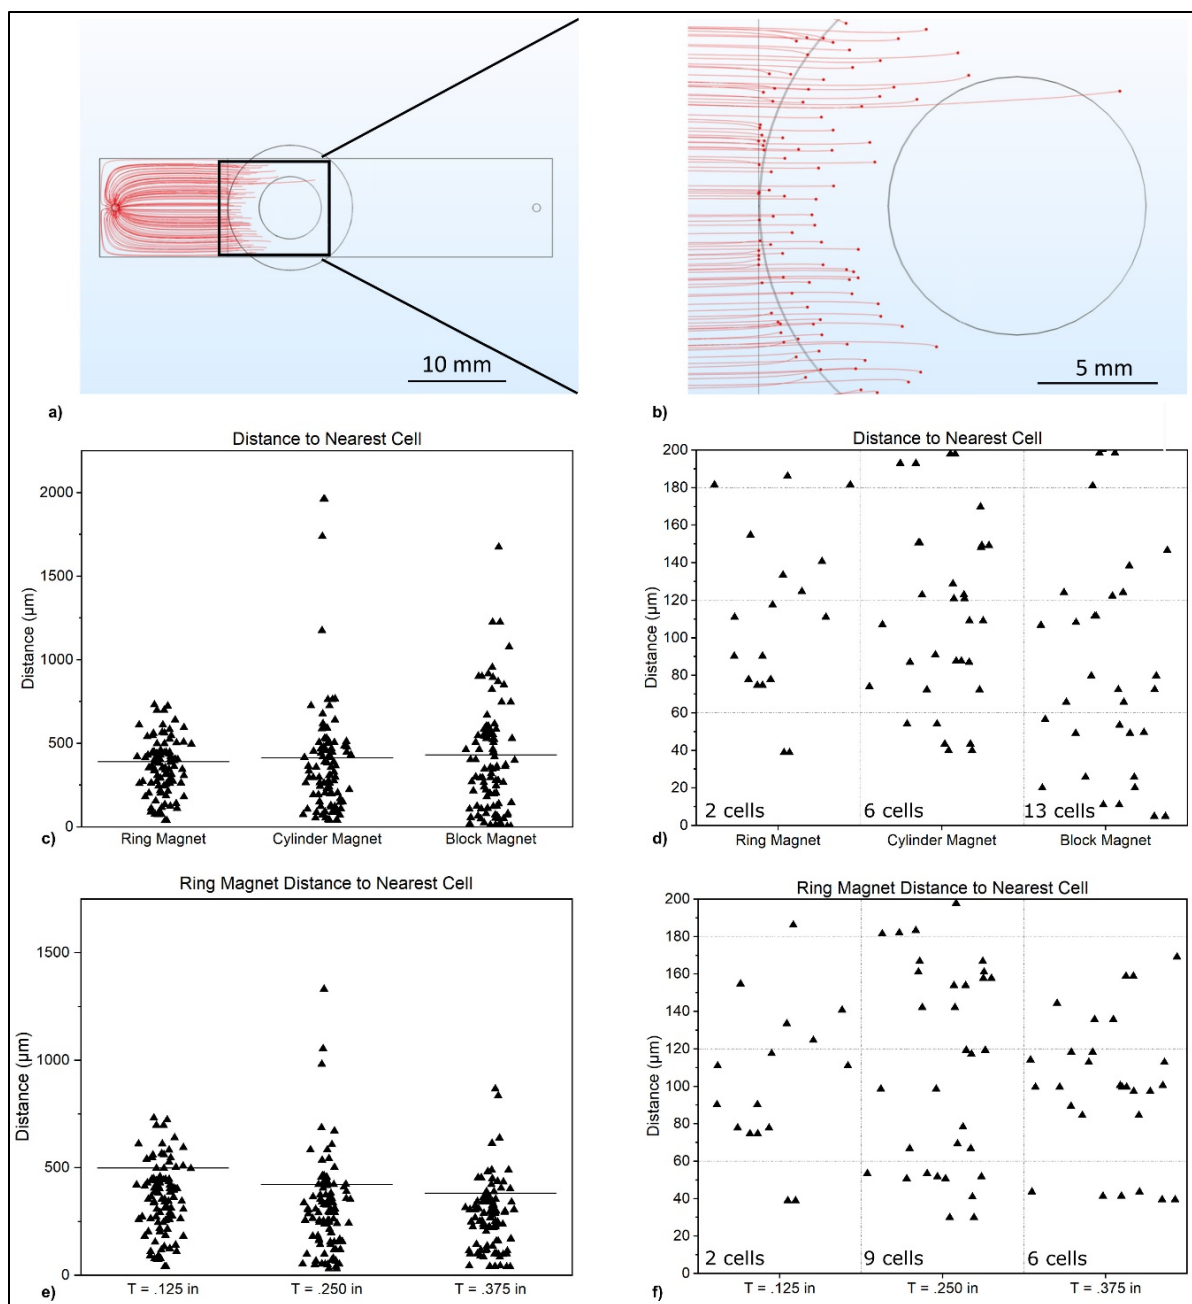 10 mm
a)
5 mm
b)
Distance to Nearest Cell
Distance (μm)
2000
1500
1000
500
0
c)
Ring Magnet
Cylinder Magnet
Block Magnet
Distance to Nearest Cell
Distance (μm)
200
180
160
140
120
100
80
60
40
20
0
2 cells
6 cells
13 cells
d)
Ring Magnet
Cylinder Magnet
Block Magnet
Ring Magnet Distance to Nearest Cell
Distance (μm)
1500
1000
500
0
e)
T = .125 in
T = .250 in
T = .375 in
Ring Magnet Distance to Nearest Cell
Distance (μm)
200
180
160
140
120
100
80
60
40
20
0
2 cells
9 cells
6 cells
f)
T = .125 in
T = .250 in
T = .375 in